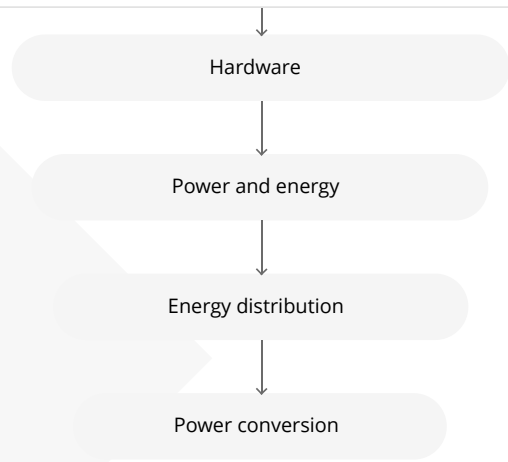 Hardware
Power and energy
Energy distribution
Power conversion